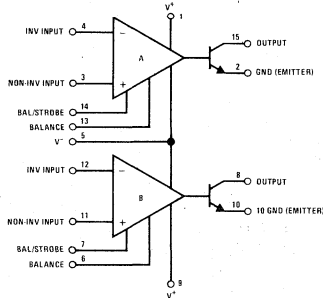 V+
1
INV INPUT 4
−
A
15 OUTPUT
2 GND (EMITTER)
NON-INV INPUT 3
+
BAL/STROBE 14
BALANCE 13
V− 5
INV INPUT 12
−
B
8 OUTPUT
10 10 GND (EMITTER)
NON-INV INPUT 11
+
BAL/STROBE 7
BALANCE 6
9
V+